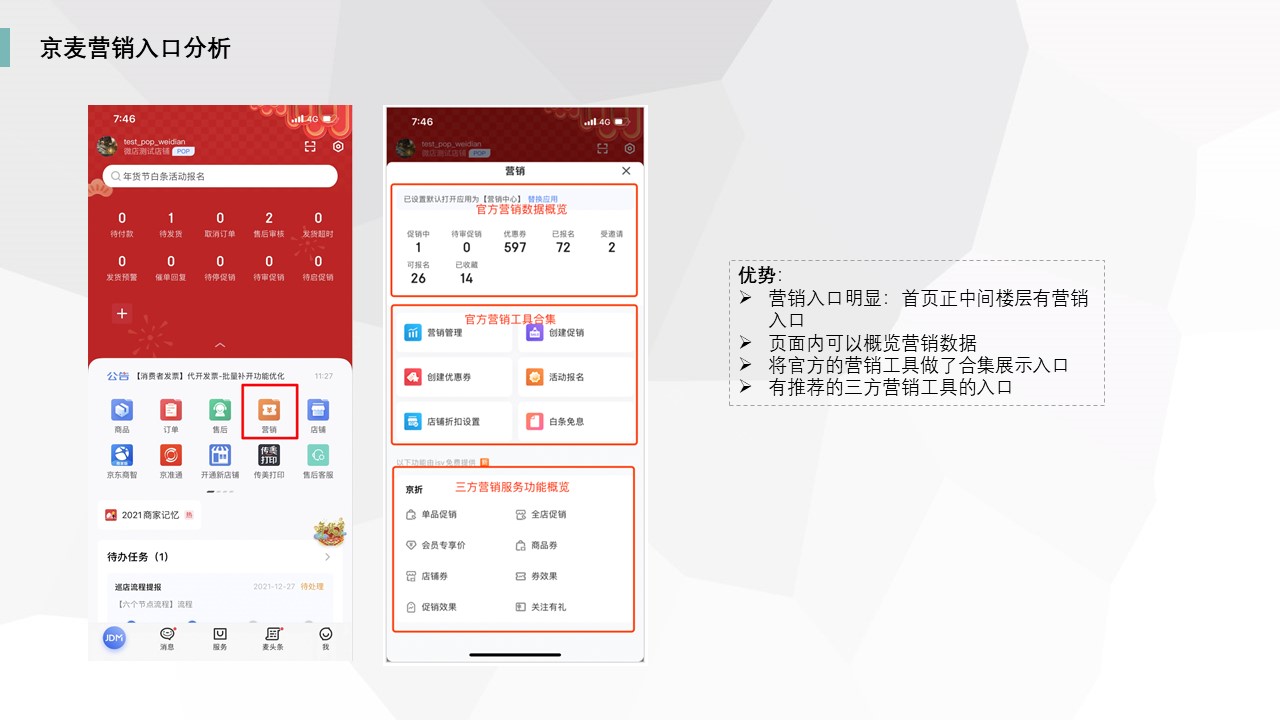 京麦营销入口分析
7:46
4G
test_pop_weidian
微店测试店铺 POP
年货节白条活动报名
0 1 0 2 0
待付款 待发货 取消订单 售后审核 发货超时
0 0 0 0 0
发货预警 催单回复 待停促销 待审促销 待启促销
+
公告 【消费者发票】代开发票-批量补开功能优化 11:27
商品 订单 售后 营销 店铺
传美打印
京东商智 京准通 开通新店铺 传美打印 售后客服
2021商家记忆 热
待办任务（1）
巡店流程提报 2021-12-27 待处理
【六个节点流程】流程
JDM 消息 服务 麦头条 我
7:46
4G
test_pop_weidian
微店测试店铺 POP
营销
已设置默认打开应用为【营销中心】 替换应用
官方营销数据概览
促销中 待审促销 优惠券 已报名 受邀请
1 0 597 72 2
可报名 已收藏
26 14
官方营销工具合集
营销管理 创建促销
创建优惠券 活动报名
店铺折扣设置 白条免息
以下功能由isv免费提供
京折 三方营销服务功能概览
单品促销 全店促销
会员专享价 商品券
店铺券 券效果
促销效果 关注有礼
优势：
➢ 营销入口明显：首页正中间楼层有营销
入口
➢ 页面内可以概览营销数据
➢ 将官方的营销工具做了合集展示入口
➢ 有推荐的三方营销工具的入口